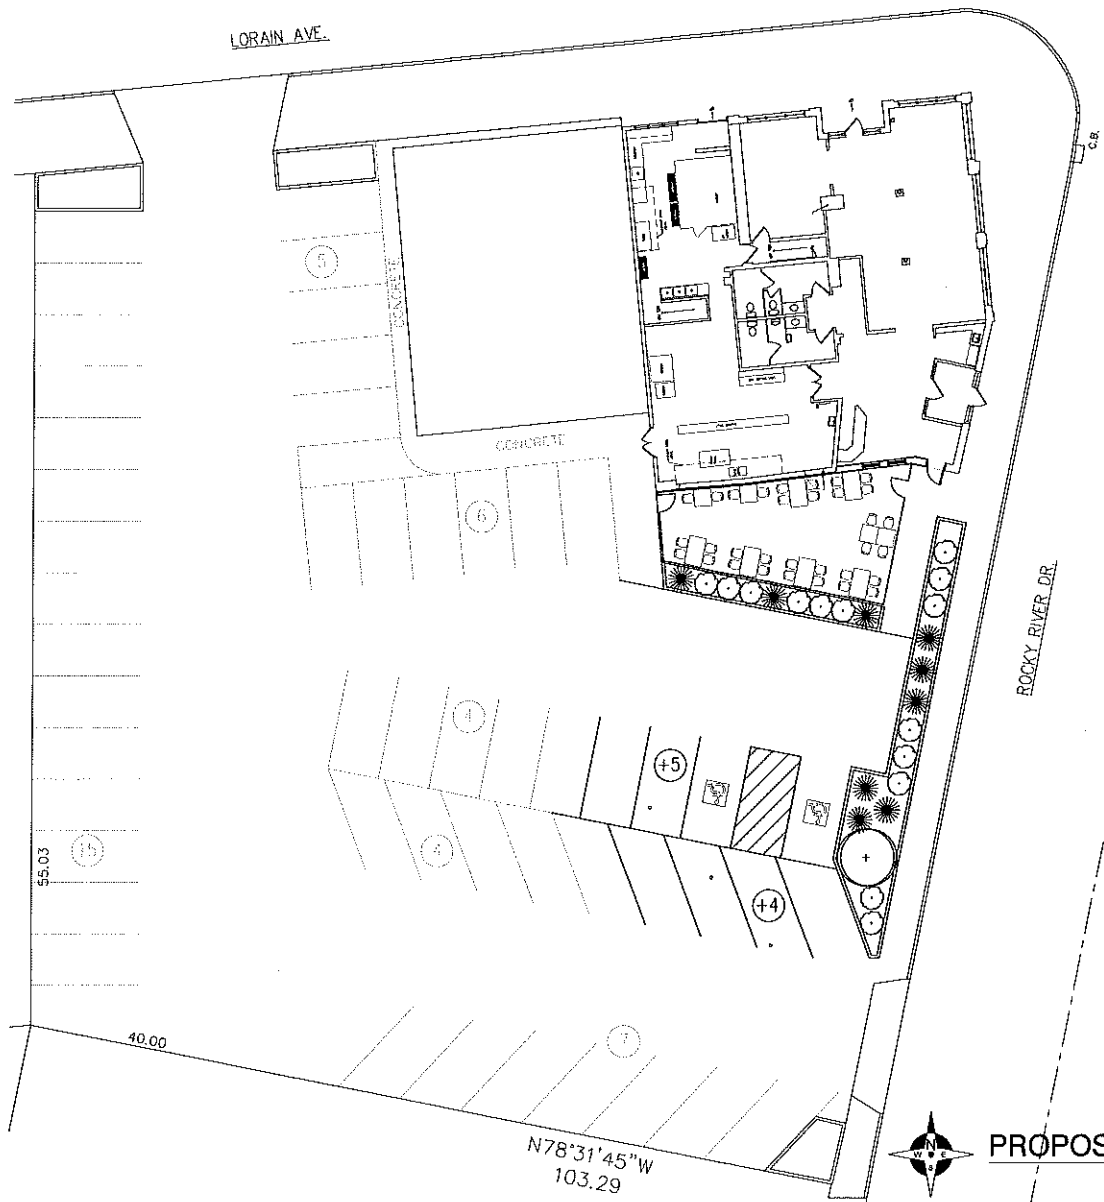 LORAIN AVE.
C.B.
5
CONCRETE
CONCRETE
6
ROCKY RIVER DR.
4
+5
4
15
55.03
+4
40.00
7
N78°31'45"W
103.29
N
W E
S
PROPOS